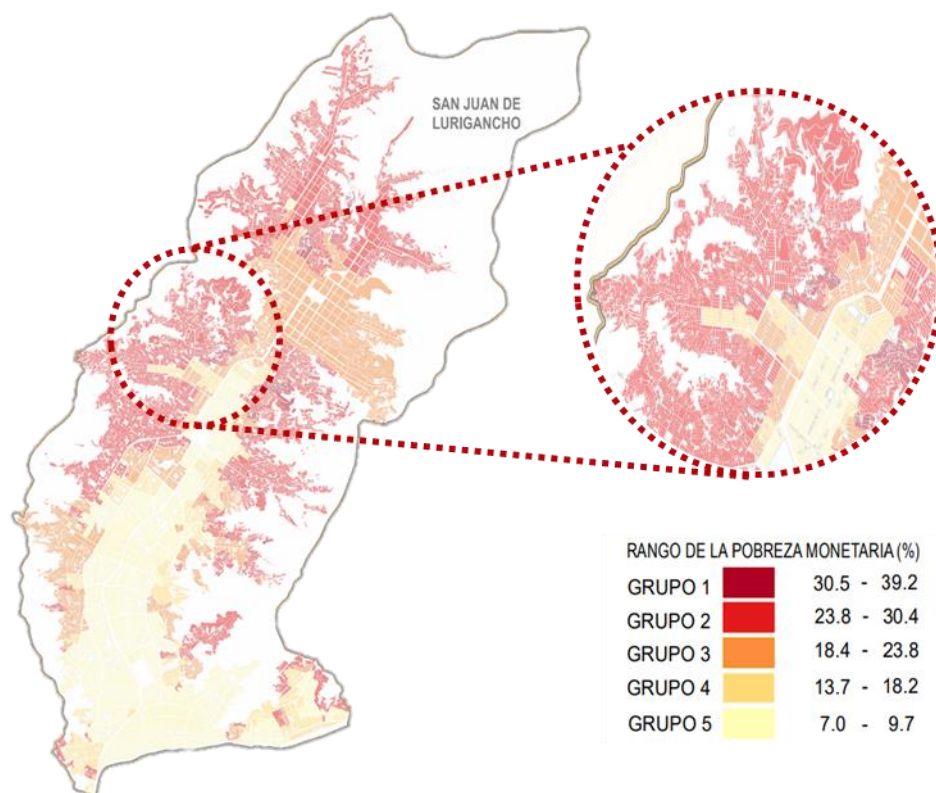 SAN JUAN DE
LURIGANCHO
RANGO DE LA POBREZA MONETARIA (%)
GRUPO 1 30.5 - 39.2
GRUPO 2 23.8 - 30.4
GRUPO 3 18.4 - 23.8
GRUPO 4 13.7 - 18.2
GRUPO 5 7.0 - 9.7